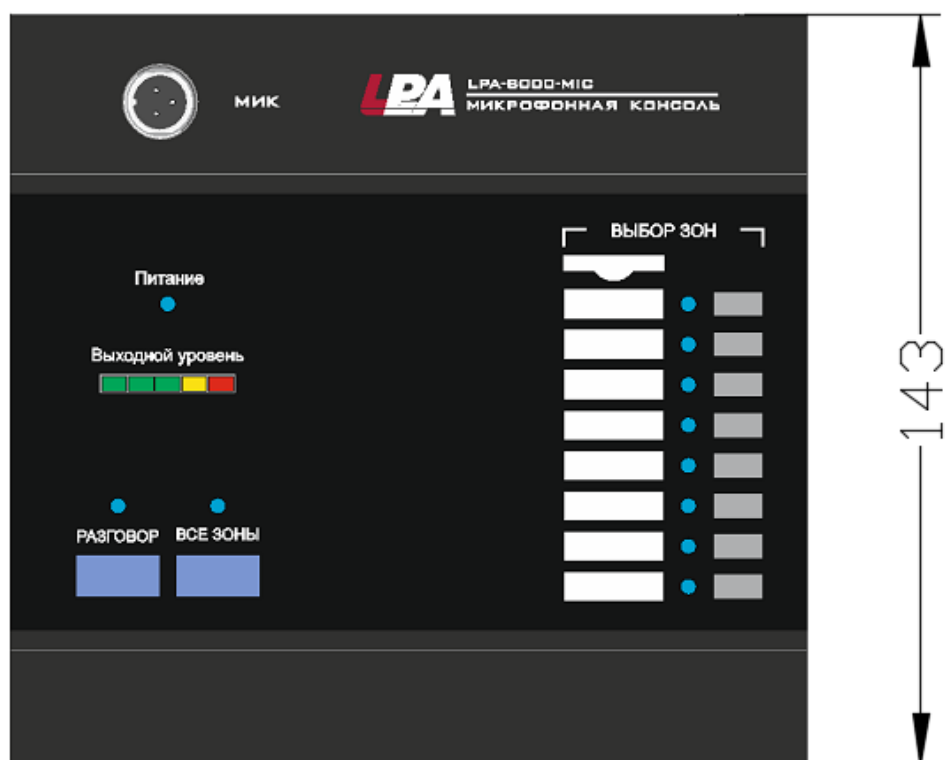 МИК
LPA
LPA-8000-MIC
МИКРОФОННАЯ КОНСОЛЬ
ВЫБОР ЗОН
Питание
Выходной уровень
РАЗГОВОР
ВСЕ ЗОНЫ
143